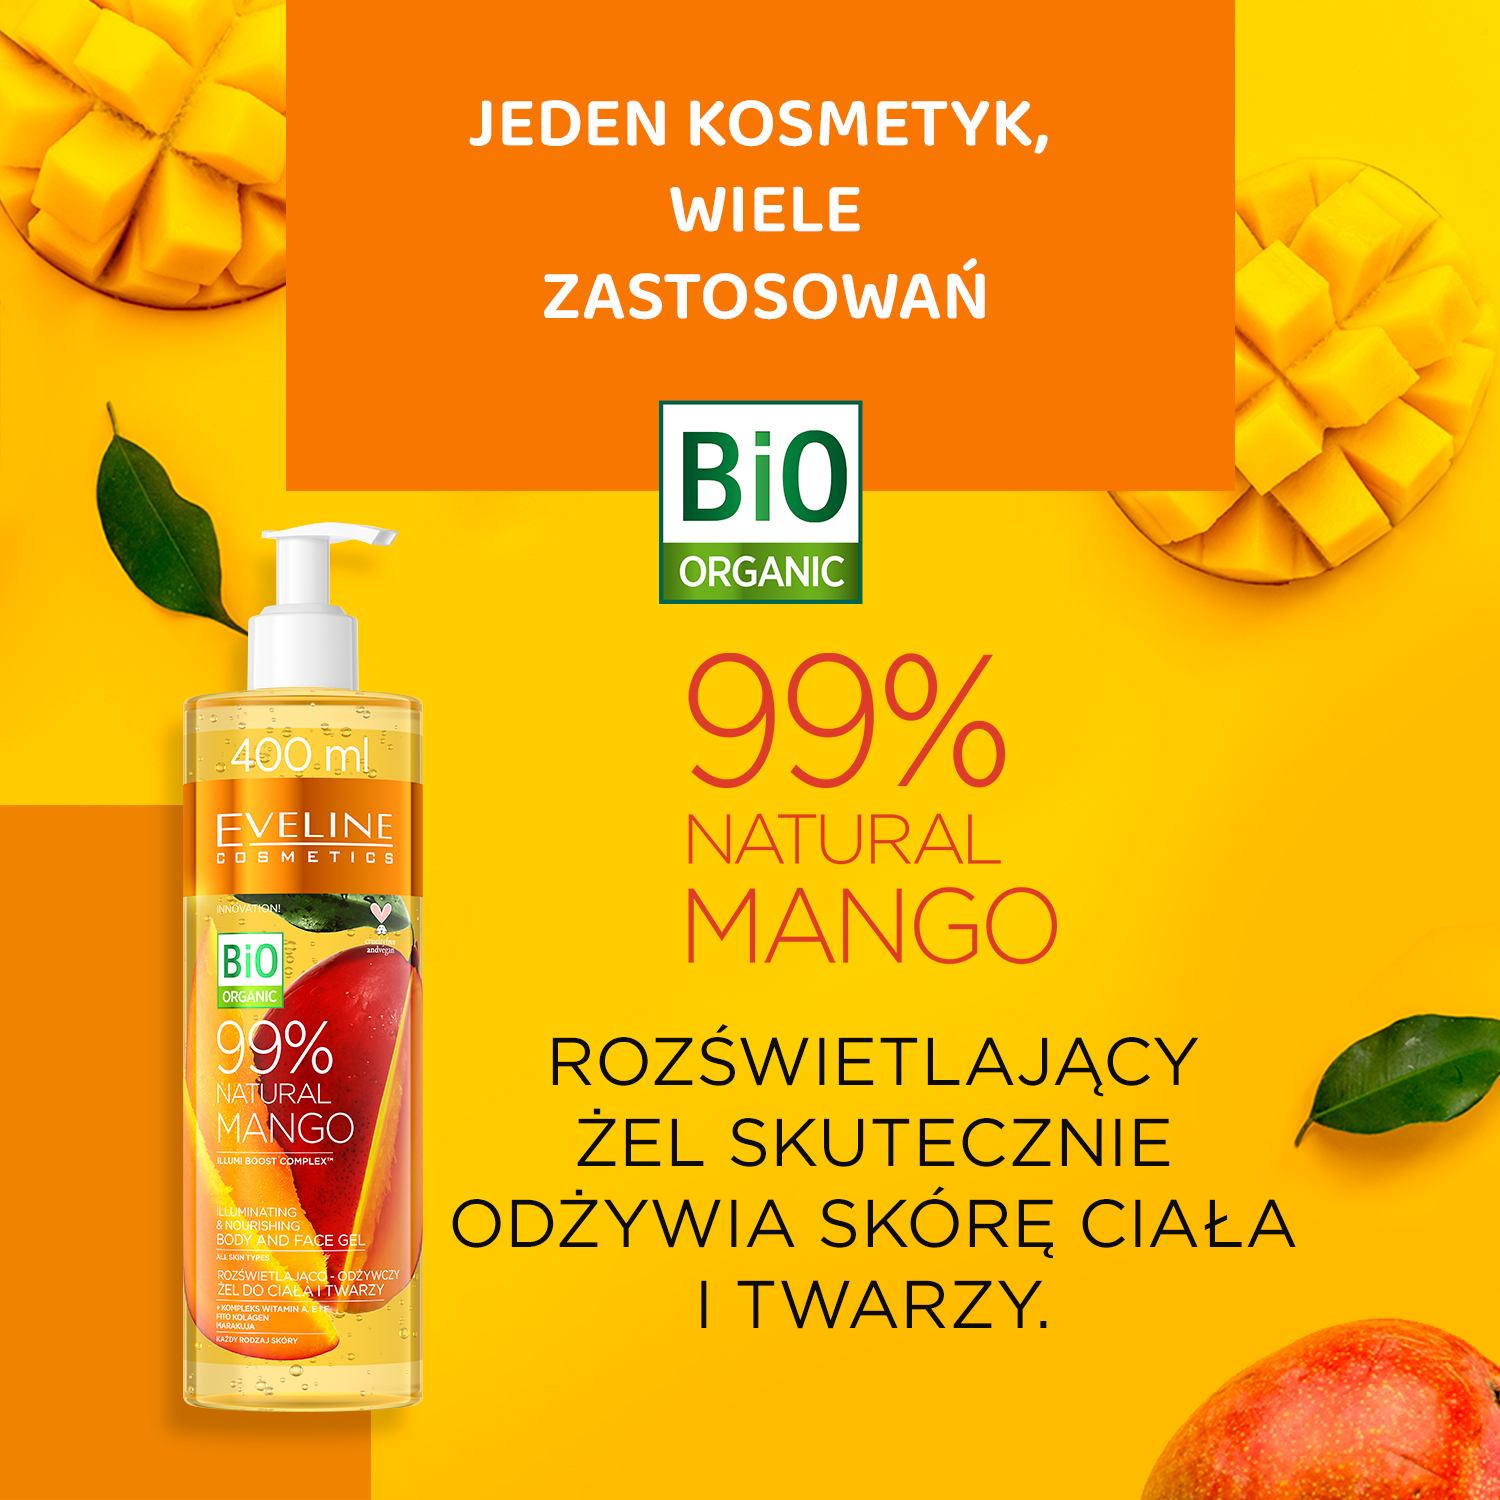 JEDEN KOSMETYK,
WIELE
ZASTOSOWAŃ
BiO
ORGANIC
99%
NATURAL
MANGO
ROZŚWIETLAJĄCY
ŻEL SKUTECZNIE
ODŻYWIA SKÓRĘ CIAŁA
I TWARZY.
400 ml
EVELINE
COSMETICS
INNOVATION!
crueltyfree
andvegan
BiO
ORGANIC
99%
NATURAL
MANGO
ILLUMI BOOST COMPLEX™
ILLUMINATING
& NOURISHING
BODY AND FACE GEL
ALL SKIN TYPES
ROZŚWIETLAJĄCO - ODŻYWCZY
ŻEL DO CIAŁA I TWARZY
+ KOMPLEKS WITAMIN A, E I F
FITO KOLAGEN
MARAKUJA
KAŻDY RODZAJ SKÓRY